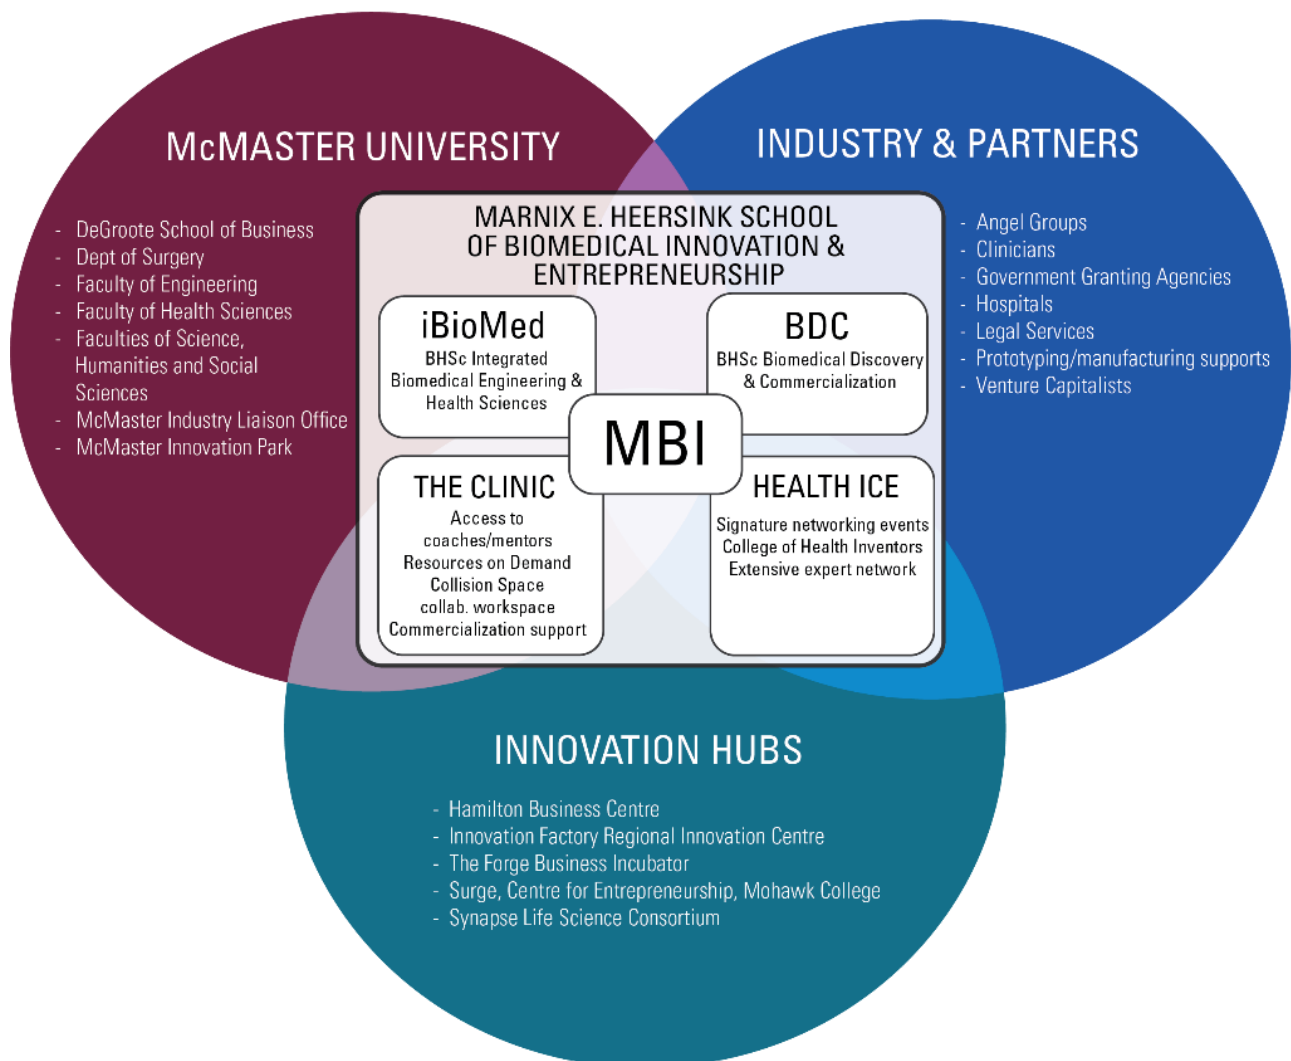 McMASTER UNIVERSITY
- DeGroote School of Business
- Dept of Surgery
- Faculty of Engineering
- Faculty of Health Sciences
- Faculties of Science,
Humanities and Social
Sciences
- McMaster Industry Liaison Office
- McMaster Innovation Park
INDUSTRY & PARTNERS
- Angel Groups
- Clinicians
- Government Granting Agencies
- Hospitals
- Legal Services
- Prototyping/manufacturing supports
- Venture Capitalists
MARNIX E. HEERSINK SCHOOL
OF BIOMEDICAL INNOVATION &
ENTREPRENEURSHIP
iBioMed
BHSc Integrated
Biomedical Engineering &
Health Sciences
BDC
BHSc Biomedical Discovery
& Commercialization
MBI
THE CLINIC
Access to
coaches/mentors
Resources on Demand
Collision Space
collab. workspace
Commercialization support
HEALTH ICE
Signature networking events
College of Health Inventors
Extensive expert network
INNOVATION HUBS
- Hamilton Business Centre
- Innovation Factory Regional Innovation Centre
- The Forge Business Incubator
- Surge, Centre for Entrepreneurship, Mohawk College
- Synapse Life Science Consortium